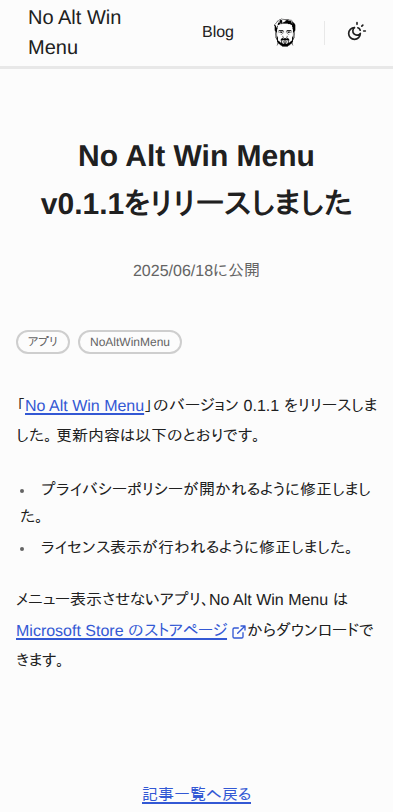 No Alt Win
Menu
Blog
No Alt Win Menu
v0.1.1をリリースしました
2025/06/18に公開
アプリ NoAltWinMenu
「No Alt Win Menu」のバージョン 0.1.1 をリリースしま
した。更新内容は以下のとおりです。
• プライバシーポリシーが開かれるように修正しまし
た。
• ライセンス表示が行われるように修正しました。
メニュー表示させないアプリ、No Alt Win Menu は
Microsoft Store のストアページからダウンロードで
きます。
記事一覧へ戻る